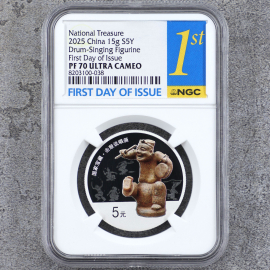 National Treasure
2025 China 15g S5Y
Drum-Singing Figurine
First Day of Issue
PF 70 ULTRA CAMEO
8203100-038
1st
NGC
FIRST DAY OF ISSUE
5元